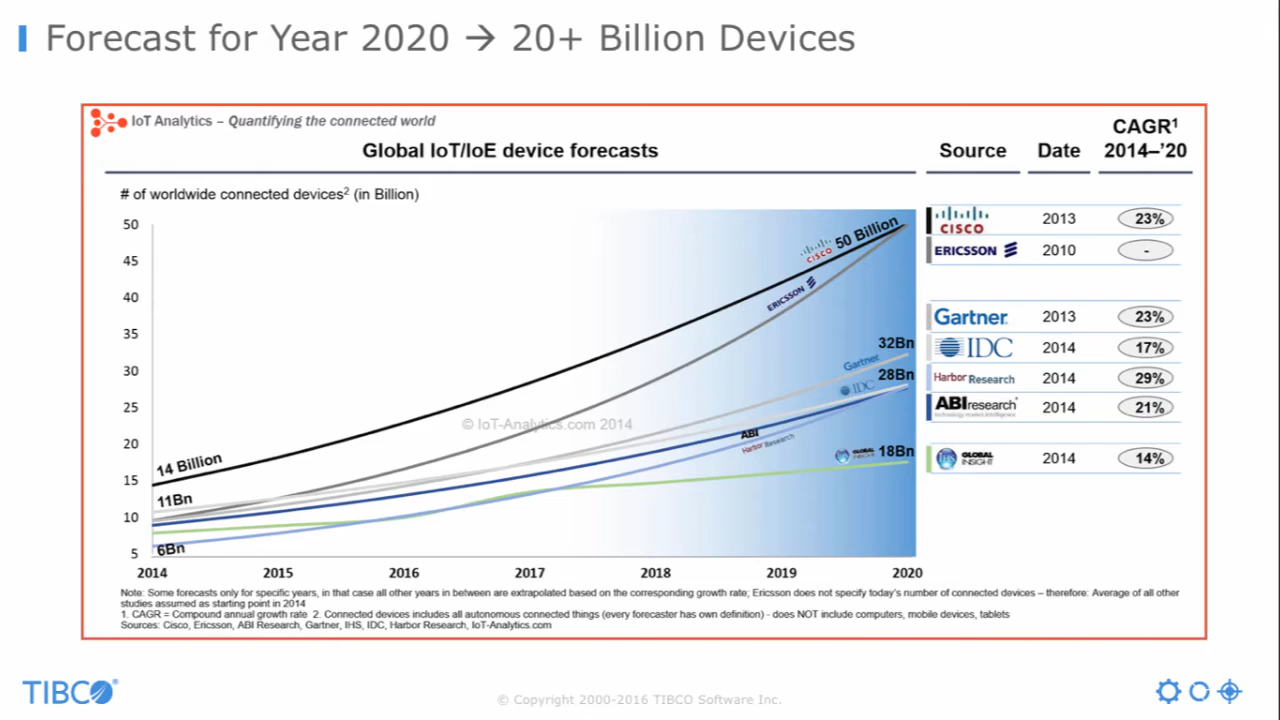 Forecast for Year 2020 → 20+ Billion Devices
IoT Analytics – Quantifying the connected world
Global IoT/IoE device forecasts
Source
Date
CAGR¹
2014–'20
# of worldwide connected devices² (in Billion)
50
45
40
35
30
25
20
15
10
5
2014
2015
2016
2017
2018
2019
2020
14 Billion
11Bn
6Bn
CISCO 50 Billion
ERICSSON
Gartner
32Bn
IDC
28Bn
ABI
Harbor Research
GLOBAL INSIGHT 18Bn
© IoT-Analytics.com 2014
CISCO 2013 23%
ERICSSON 2010 -
Gartner 2013 23%
IDC 2014 17%
Harbor Research 2014 29%
ABIresearch 2014 21%
technology market intelligence
GLOBAL INSIGHT 2014 14%
Note: Some forecasts only for specific years, in that case all other years in between are extrapolated based on the corresponding growth rate; Ericsson does not specify today's number of connected devices – therefore: Average of all other
studies assumed as starting point in 2014
1. CAGR = Compound annual growth rate 2. Connected devices includes all autonomous connected things (every forecaster has own definition) - does NOT include computers, mobile devices, tablets
Sources: Cisco, Ericsson, ABI Research, Gartner, IHS, IDC, Harbor Research, IoT-Analytics.com
TIBCO®
© Copyright 2000-2016 TIBCO Software Inc.